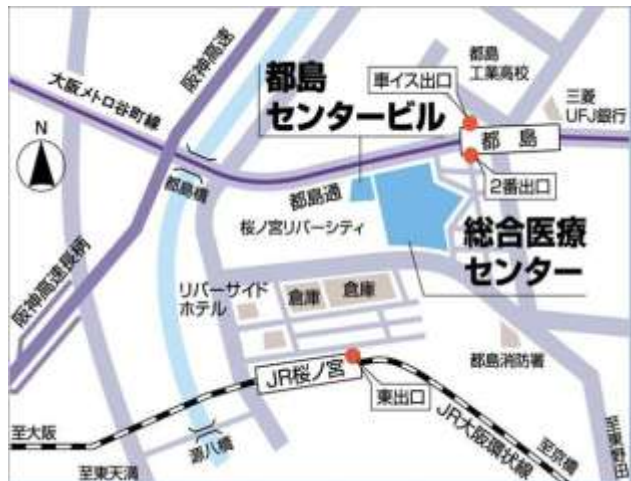 阪神高速
大阪メトロ谷町線
都島
工業高校
車イス出口
三菱
UFJ銀行
都島
センタービル
都 島
N
都島橋
都島通
2番出口
桜ノ宮リバーシティ
総合医療
センター
阪神高速長柄
リバーサイド
ホテル
倉庫
倉庫
都島消防署
JR桜ノ宮
東出口
JR大阪環状線
至大阪
源八橋
至京橋
至東野田
至東天満